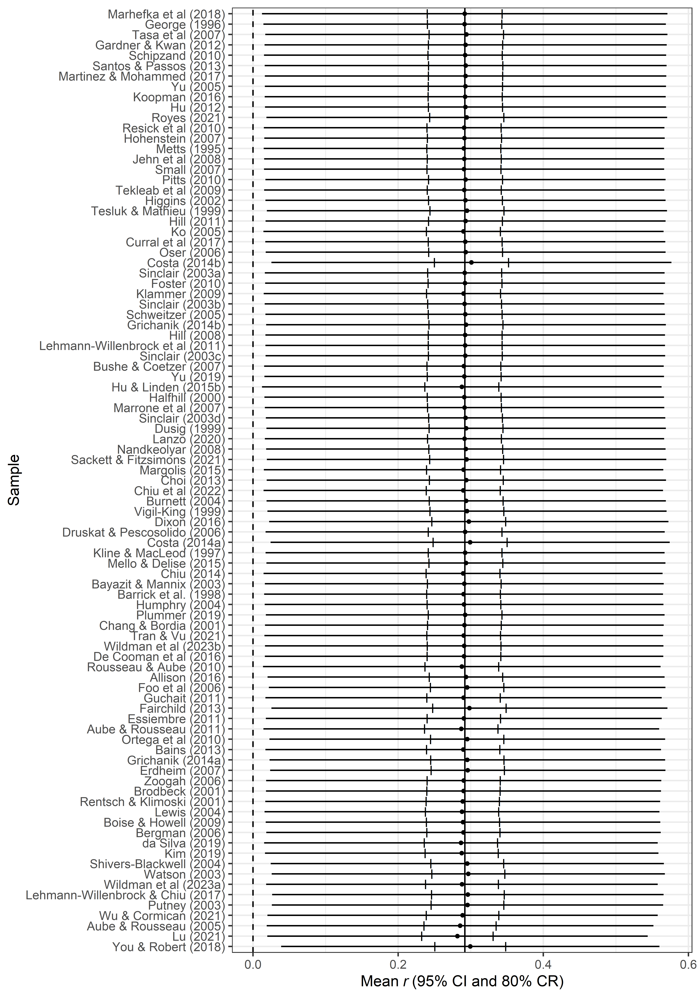 Marhefka et al (2018)
George (1996)
Tasa et al (2007)
Gardner & Kwan (2012)
Schipzand (2010)
Santos & Passos (2013)
Martinez & Mohammed (2017)
Yu (2005)
Koopman (2016)
Hu (2012)
Royes (2021)
Resick et al (2010)
Hohenstein (2007)
Metts (1995)
Jehn et al (2008)
Small (2007)
Pitts (2010)
Tekleab et al (2009)
Higgins (2002)
Tesluk & Mathieu (1999)
Hill (2011)
Ko (2005)
Curral et al (2017)
Oser (2006)
Costa (2014b)
Sinclair (2003a)
Foster (2010)
Klammer (2009)
Sinclair (2003b)
Schweitzer (2005)
Grichanik (2014b)
Hill (2008)
Lehmann-Willenbrock et al (2011)
Sinclair (2003c)
Bushe & Coetzer (2007)
Yu (2019)
Hu & Linden (2015b)
Halfhill (2000)
Marrone et al (2007)
Sinclair (2003d)
Dusig (1999)
Lanzo (2020)
Nandkeolyar (2008)
Sackett & Fitzsimons (2021)
Margolis (2015)
Choi (2013)
Chiu et al (2022)
Burnett (2004)
Vigil-King (1999)
Dixon (2016)
Druskat & Pescosolido (2006)
Costa (2014a)
Kline & MacLeod (1997)
Mello & Delise (2015)
Chiu (2014)
Bayazit & Mannix (2003)
Barrick et al. (1998)
Humphry (2004)
Plummer (2019)
Chang & Bordia (2001)
Tran & Vu (2021)
Wildman et al (2023b)
De Cooman et al (2016)
Rousseau & Aube (2010)
Allison (2016)
Foo et al (2006)
Guchait (2011)
Fairchild (2013)
Essiembre (2011)
Aube & Rousseau (2011)
Ortega et al (2010)
Bains (2013)
Grichanik (2014a)
Erdheim (2007)
Zoogah (2006)
Brodbeck (2001)
Rentsch & Klimoski (2001)
Lewis (2004)
Boise & Howell (2009)
Bergman (2006)
da Silva (2019)
Kim (2019)
Shivers-Blackwell (2004)
Watson (2003)
Wildman et al (2023a)
Lehmann-Willenbrock & Chiu (2017)
Putney (2003)
Wu & Cormican (2021)
Aube & Rousseau (2005)
Lu (2021)
You & Robert (2018)
Sample
0.0 0.2 0.4 0.6
Mean r (95% CI and 80% CR)